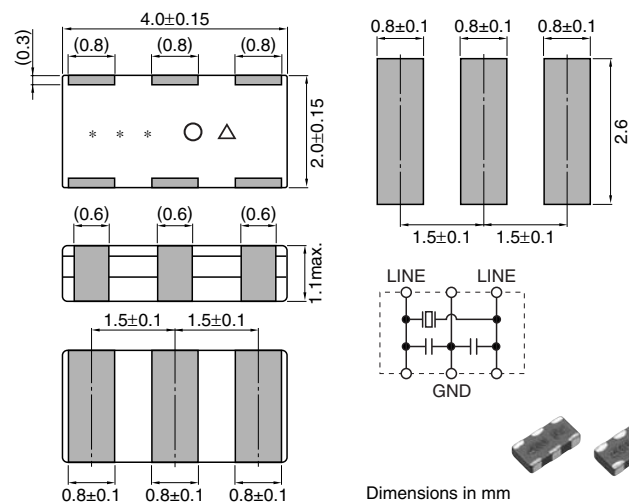 4.0±0.15
(0.8) (0.8) (0.8)
(0.3)
* * * ○ △
2.0±0.15
(0.6) (0.6) (0.6)
1.1max.
1.5±0.1 1.5±0.1
0.8±0.1 0.8±0.1 0.8±0.1
0.8±0.1 0.8±0.1 0.8±0.1
2.6
1.5±0.1 1.5±0.1
LINE LINE
GND
Dimensions in mm